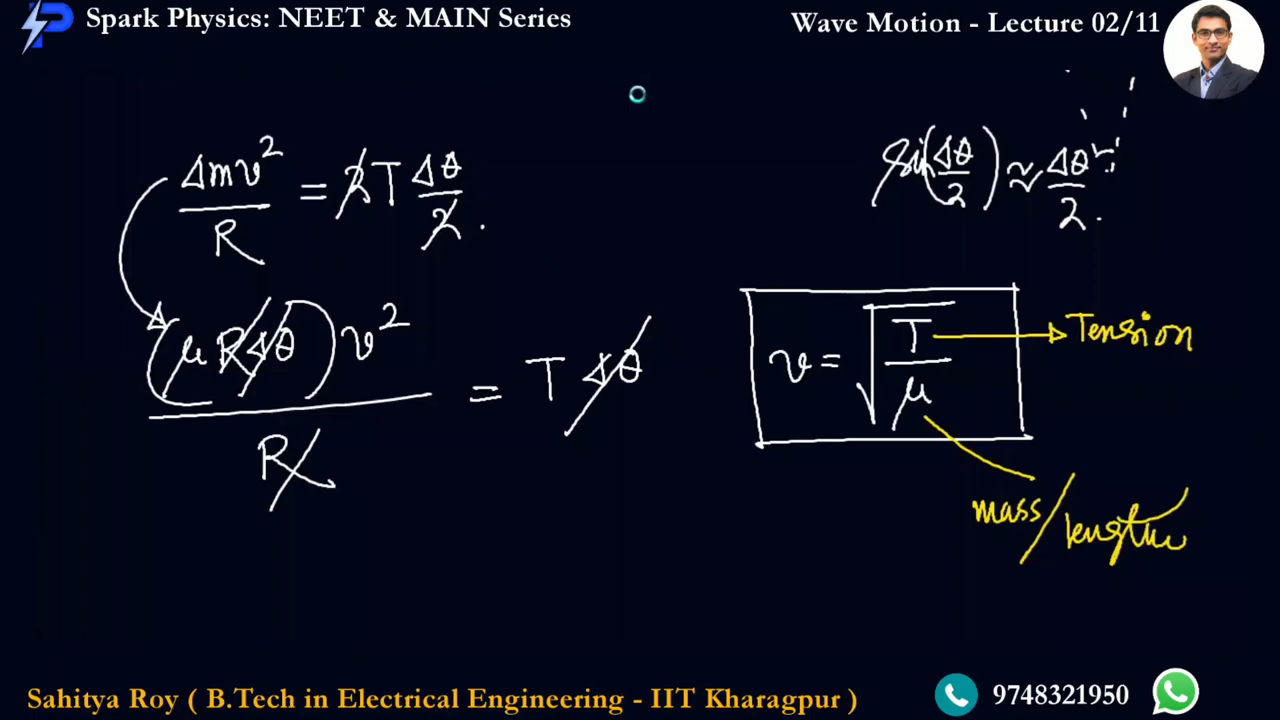 Spark Physics: NEET & MAIN Series
Wave Motion - Lecture 02/11
Δmv²/R = 2T Δθ/2.
sin(Δθ/2) ≈ Δθ/2.
(μRΔθ)v²/R = TΔθ
v = √(T/μ)
Tension
mass/length
Sahitya Roy ( B.Tech in Electrical Engineering - IIT Kharagpur )
9748321950